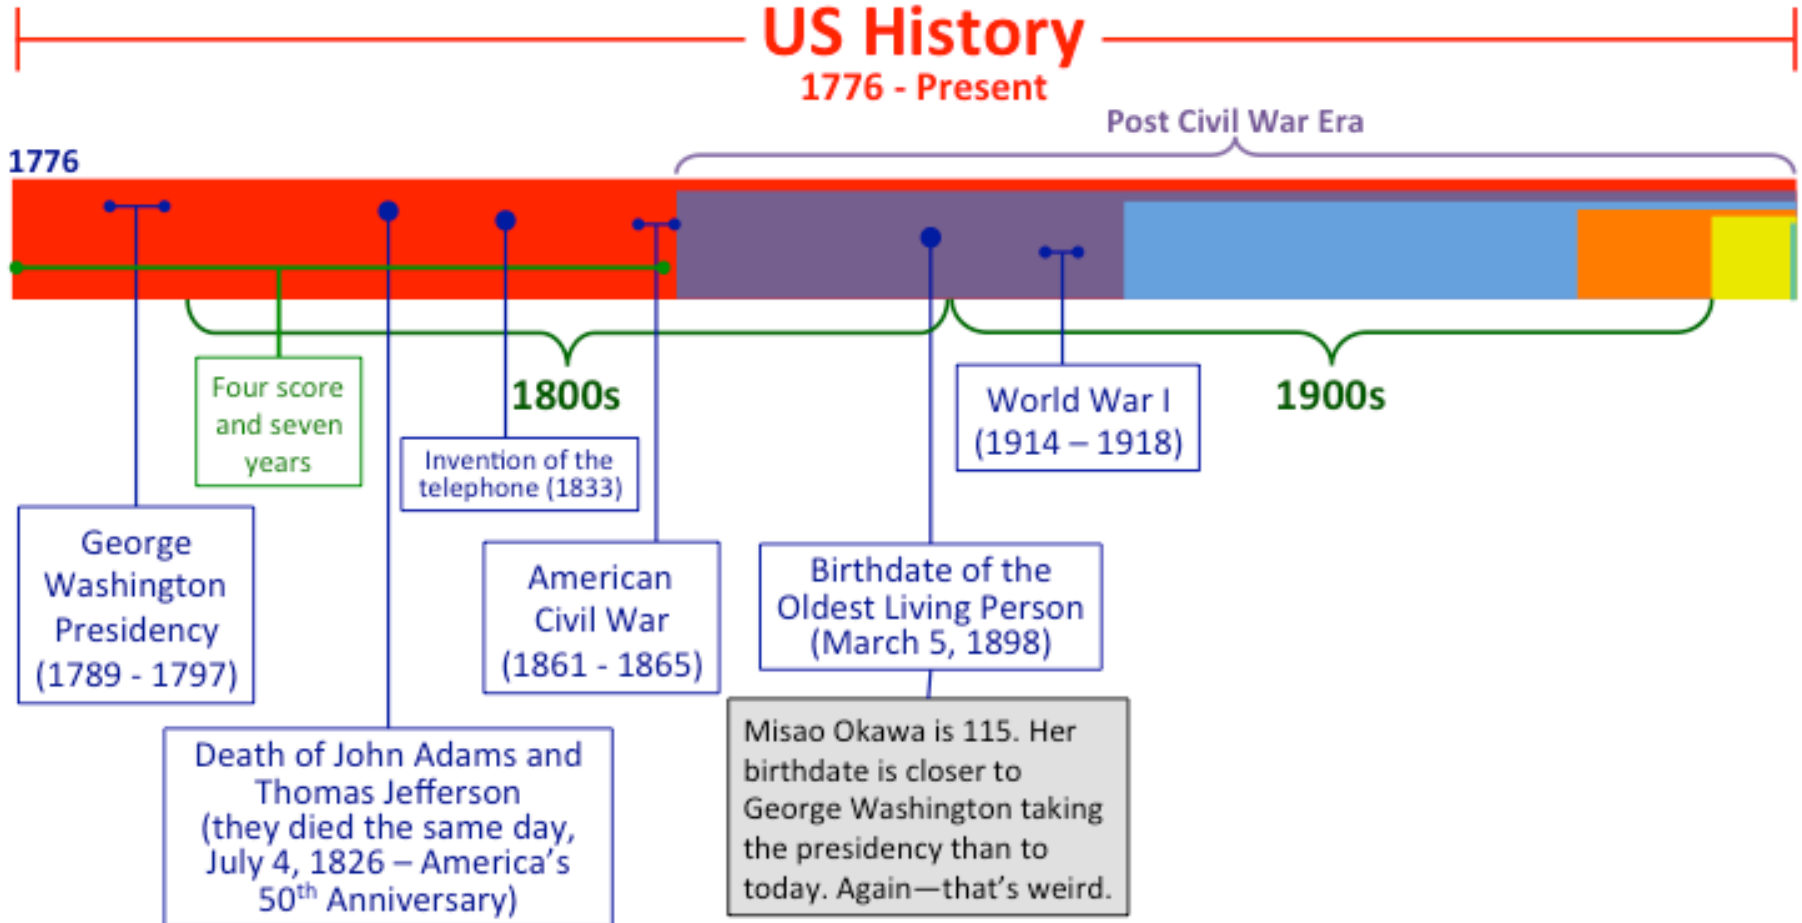 US History
1776 - Present
Post Civil War Era
1776
Four score
and seven
years
1800s
1900s
World War I
(1914 – 1918)
Invention of the
telephone (1833)
George
Washington
Presidency
(1789 - 1797)
American
Civil War
(1861 - 1865)
Birthdate of the
Oldest Living Person
(March 5, 1898)
Death of John Adams and
Thomas Jefferson
(they died the same day,
July 4, 1826 – America’s
50th Anniversary)
Misao Okawa is 115. Her
birthdate is closer to
George Washington taking
the presidency than to
today. Again—that’s weird.